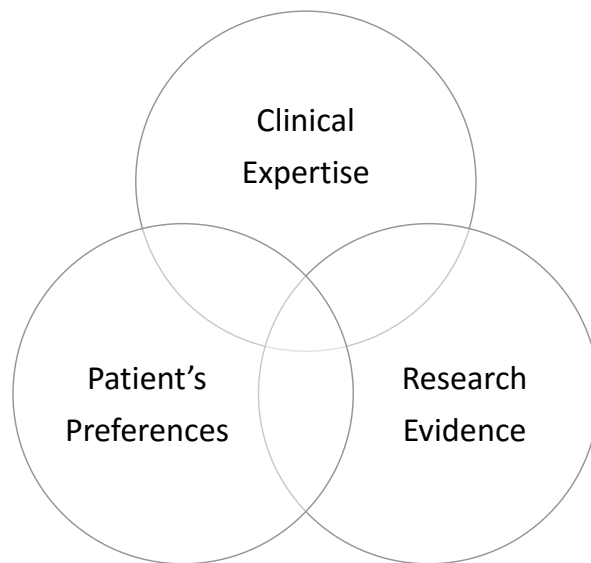 Clinical
Expertise
Patient’s
Preferences
Research
Evidence